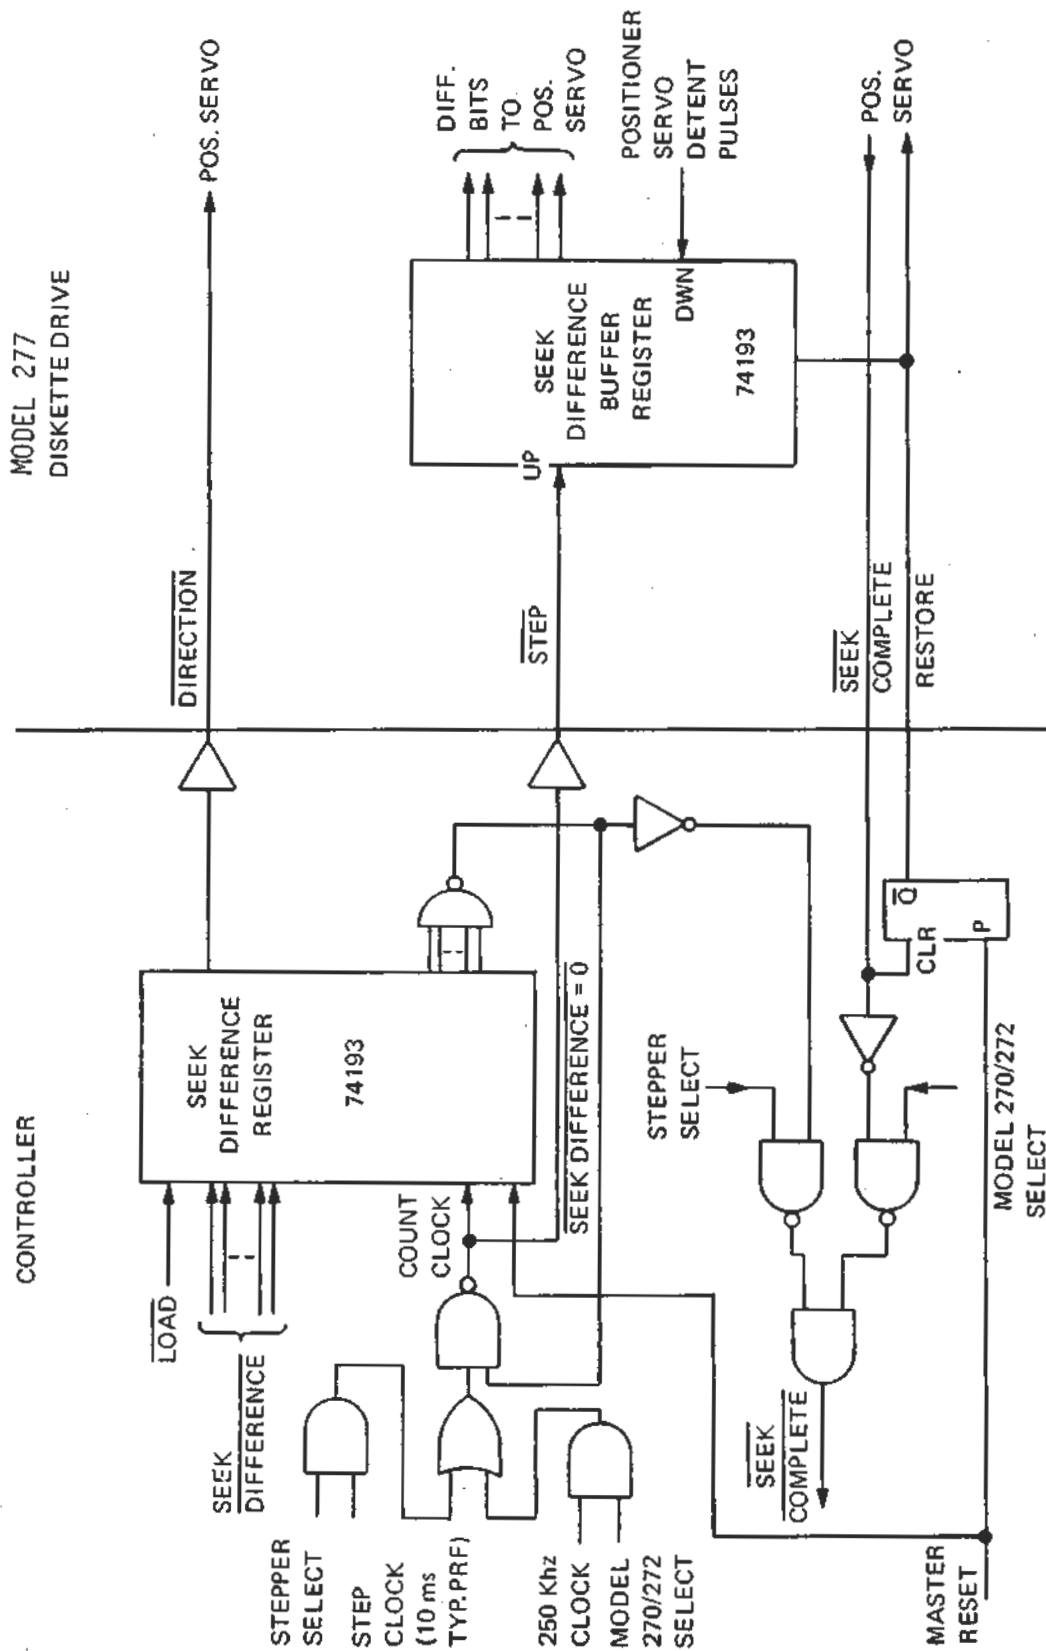 CONTROLLER
MODEL 277
DISKETTE DRIVE
LOAD
SEEK
DIFFERENCE
SEEK
DIFFERENCE
REGISTER
74193
DIRECTION
POS. SERVO
STEPPER
SELECT
STEP
CLOCK
(10 ms
TYP.PRF)
250 Khz
CLOCK
MODEL
270/272
SELECT
COUNT
CLOCK
SEEK DIFFERENCE = 0
STEP
UP
SEEK
DIFFERENCE
BUFFER
REGISTER
DWN
74193
DIFF.
BITS
TO
POS.
SERVO
POSITIONER
SERVO
DETENT
PULSES
STEPPER
SELECT
SEEK
COMPLETE
MODEL 270/272
SELECT
CLR
Q
P
SEEK
COMPLETE
RESTORE
POS.
SERVO
MASTER
RESET